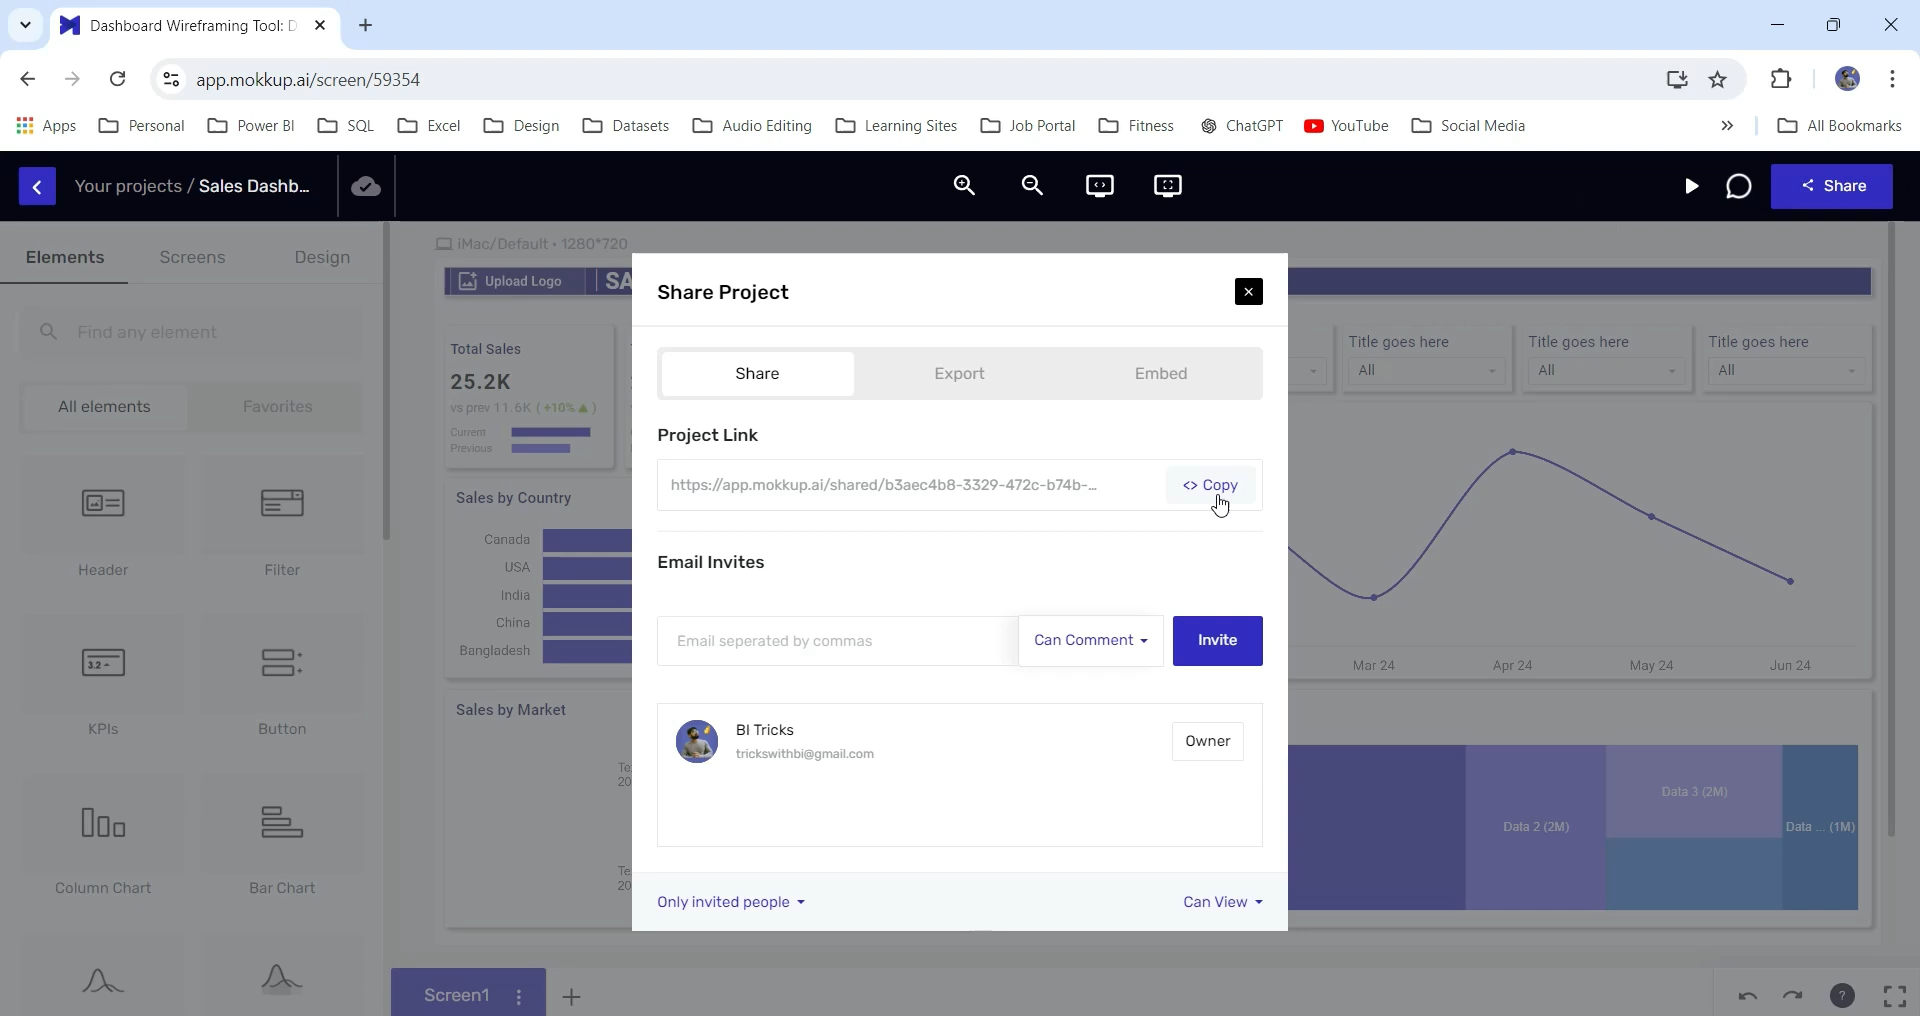 Dashboard Wireframing Tool: D
app.mokkup.ai/screen/59354
Apps Personal Power BI SQL Excel Design Datasets Audio Editing Learning Sites Job Portal Fitness ChatGPT YouTube Social Media » All Bookmarks
Your projects / Sales Dashb...
Share
Elements Screens Design
Find any element
All elements Favorites
Header Filter
KPIs Button
Column Chart Bar Chart
iMac/Default • 1280*720
Upload Logo SA
Total Sales
25.2K
vs prev 11.6K (+10% ▲)
Current
Previous
Sales by Country
Canada
USA
India
China
Bangladesh
Sales by Market
20
20
Share Project
Share Export Embed
Project Link
https://app.mokkup.ai/shared/b3aec4b8-3329-472c-b74b-...
<> Copy
Email Invites
Email seperated by commas
Can Comment
Invite
BI Tricks
trickswithbi@gmail.com
Owner
Only invited people
Can View
Title goes here Title goes here Title goes here
All All All
Mar 24 Apr 24 May 24 Jun 24
Data 2 (2M)
Data 3 (2M)
Data ... (1M)
3.2
Screen1
?